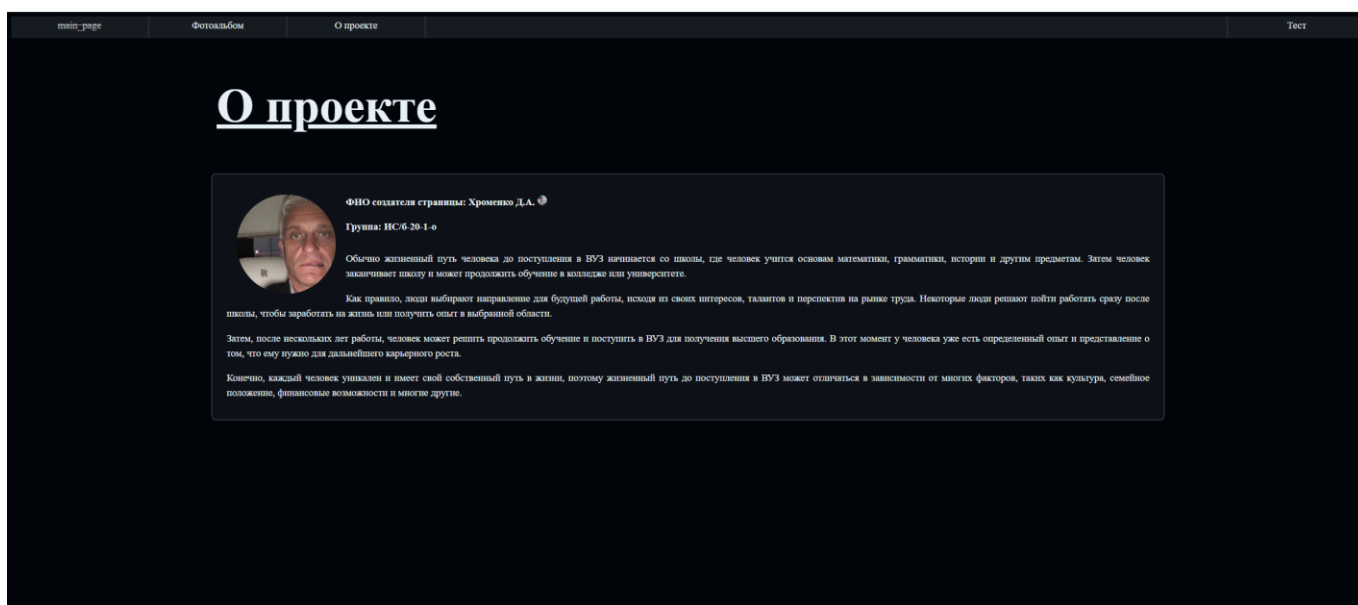 main_page Фотоальбом О проекте Тест
О проекте
ФИО создателя страницы: Хроменко Д.А.
Группа: ИС/б-20-1-о
Обычно жизненный путь человека до поступления в ВУЗ начинается со школы, где человек учится основам математики, грамматики, истории и другим предметам. Затем человек
заканчивает школу и может продолжить обучение в колледже или университете.
Как правило, люди выбирают направление для будущей работы, исходя из своих интересов, талантов и перспектив на рынке труда. Некоторые люди решают пойти работать сразу после
школы, чтобы заработать на жизнь или получить опыт в выбранной области.
Затем, после нескольких лет работы, человек может решить продолжить обучение и поступить в ВУЗ для получения высшего образования. В этот момент у человека уже есть определенный опыт и представление о
том, что ему нужно для дальнейшего карьерного роста.
Конечно, каждый человек уникален и имеет свой собственный путь в жизни, поэтому жизненный путь до поступления в ВУЗ может отличаться в зависимости от многих факторов, таких как культура, семейное
положение, финансовые возможности и многие другие.